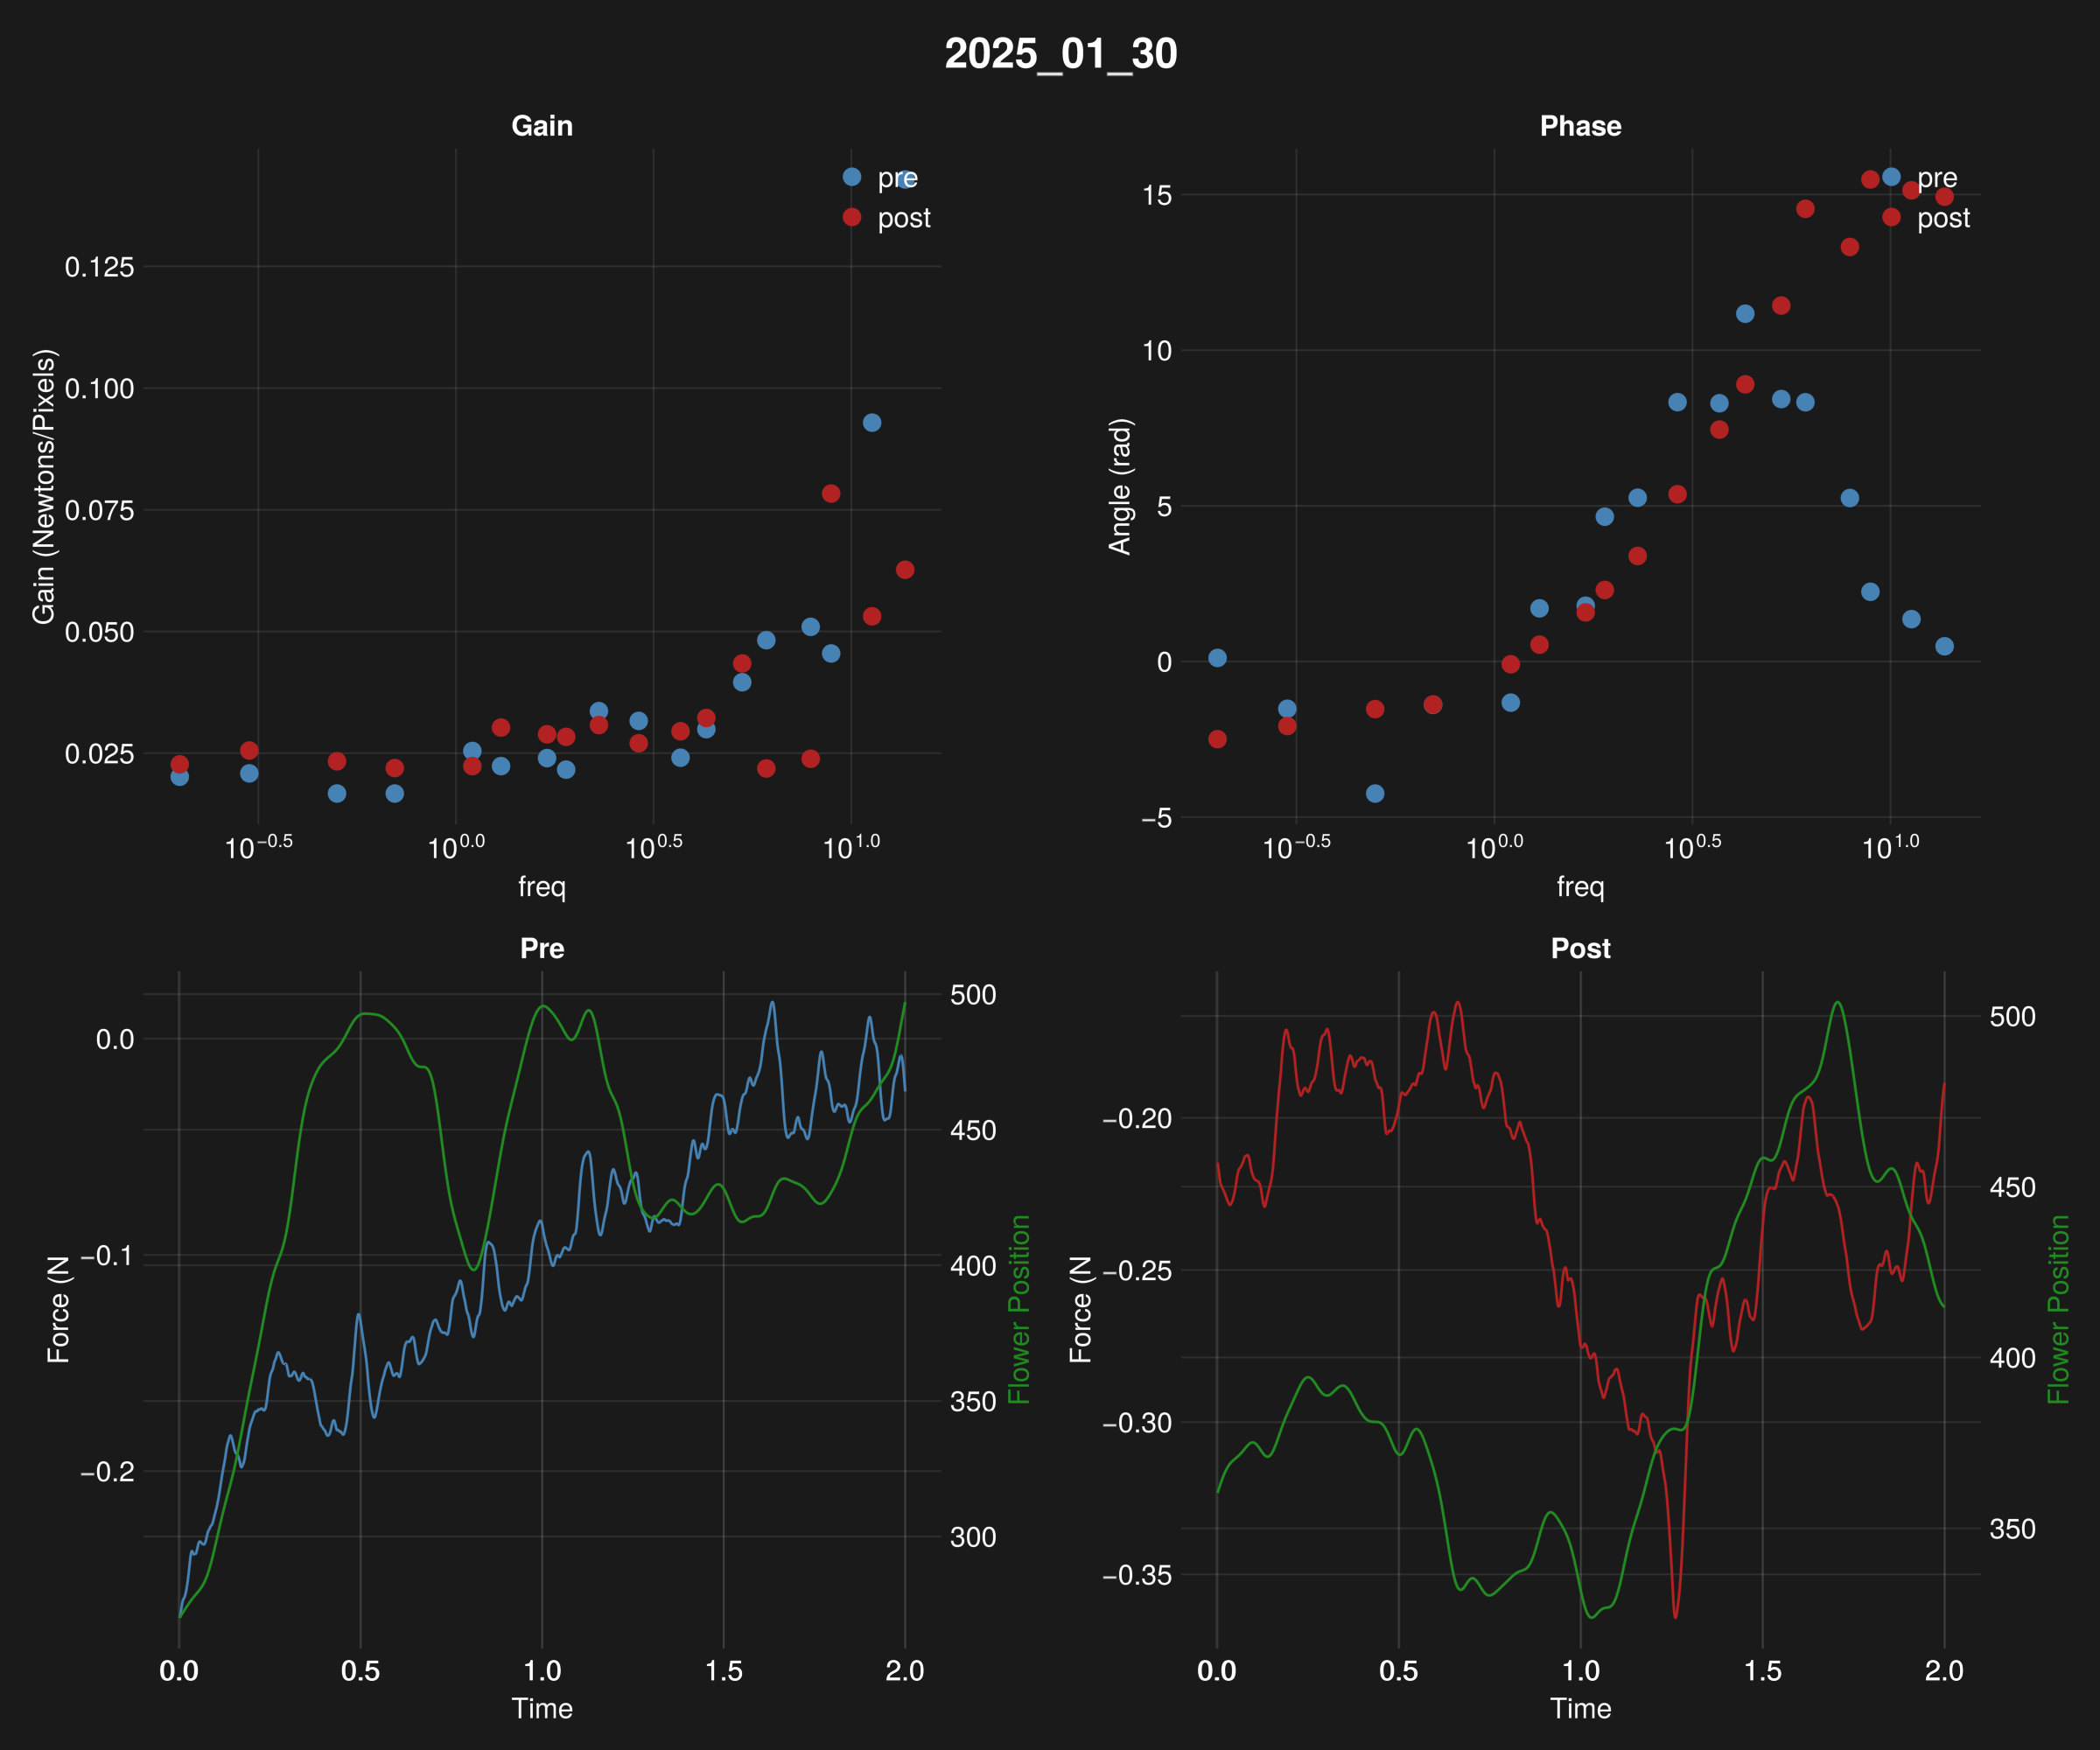 2025_01_30
Gain
pre
post
0.125
0.100
0.075
0.050
0.025
Gain (Newtons/Pixels)
10^−0.5 10^0.0 10^0.5 10^1.0
freq
Phase
pre
post
15
10
5
0
−5
Angle (rad)
10^−0.5 10^0.0 10^0.5 10^1.0
freq
Pre
0.0
−0.1
−0.2
Force (N
500
450
400
350
300
Flower Position
0.0 0.5 1.0 1.5 2.0
Time
Post
−0.20
−0.25
−0.30
−0.35
Force (N
500
450
400
350
Flower Position
0.0 0.5 1.0 1.5 2.0
Time